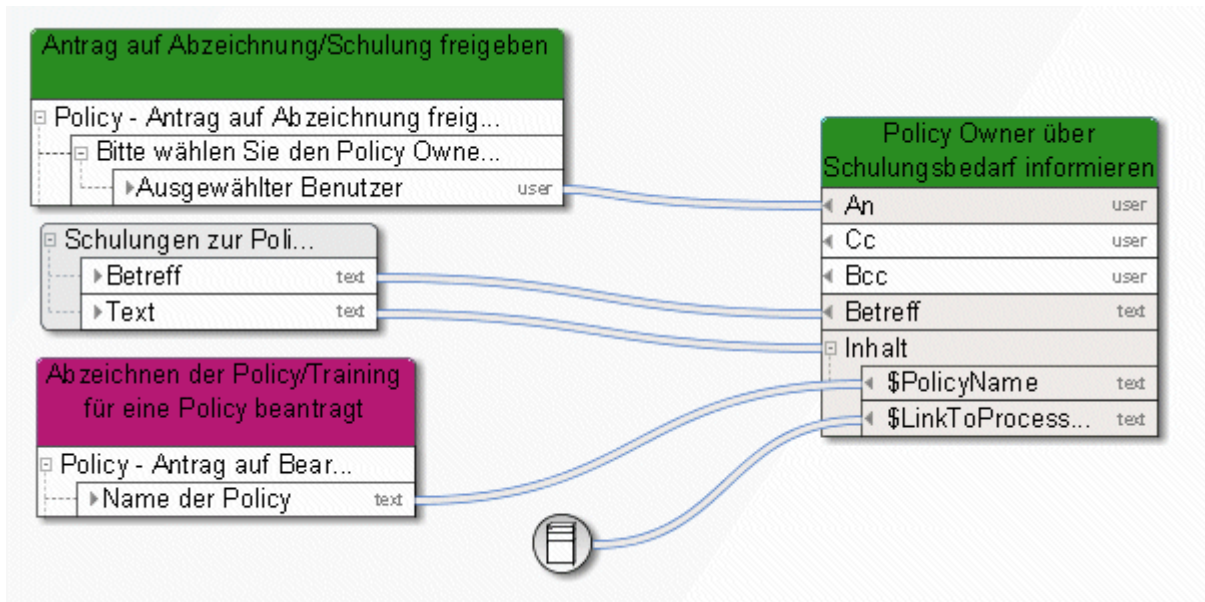 Antrag auf Abzeichnung/Schulung freigeben
Policy - Antrag auf Abzeichnung freig...
Bitte wählen Sie den Policy Owne...
Ausgewählter Benutzer user
Schulungen zur Poli...
Betreff text
Text text
Abzeichnen der Policy/Training
für eine Policy beantragt
Policy - Antrag auf Bear...
Name der Policy text
Policy Owner über
Schulungsbedarf informieren
An user
Cc user
Bcc user
Betreff text
Inhalt
$PolicyName text
$LinkToProcess... text